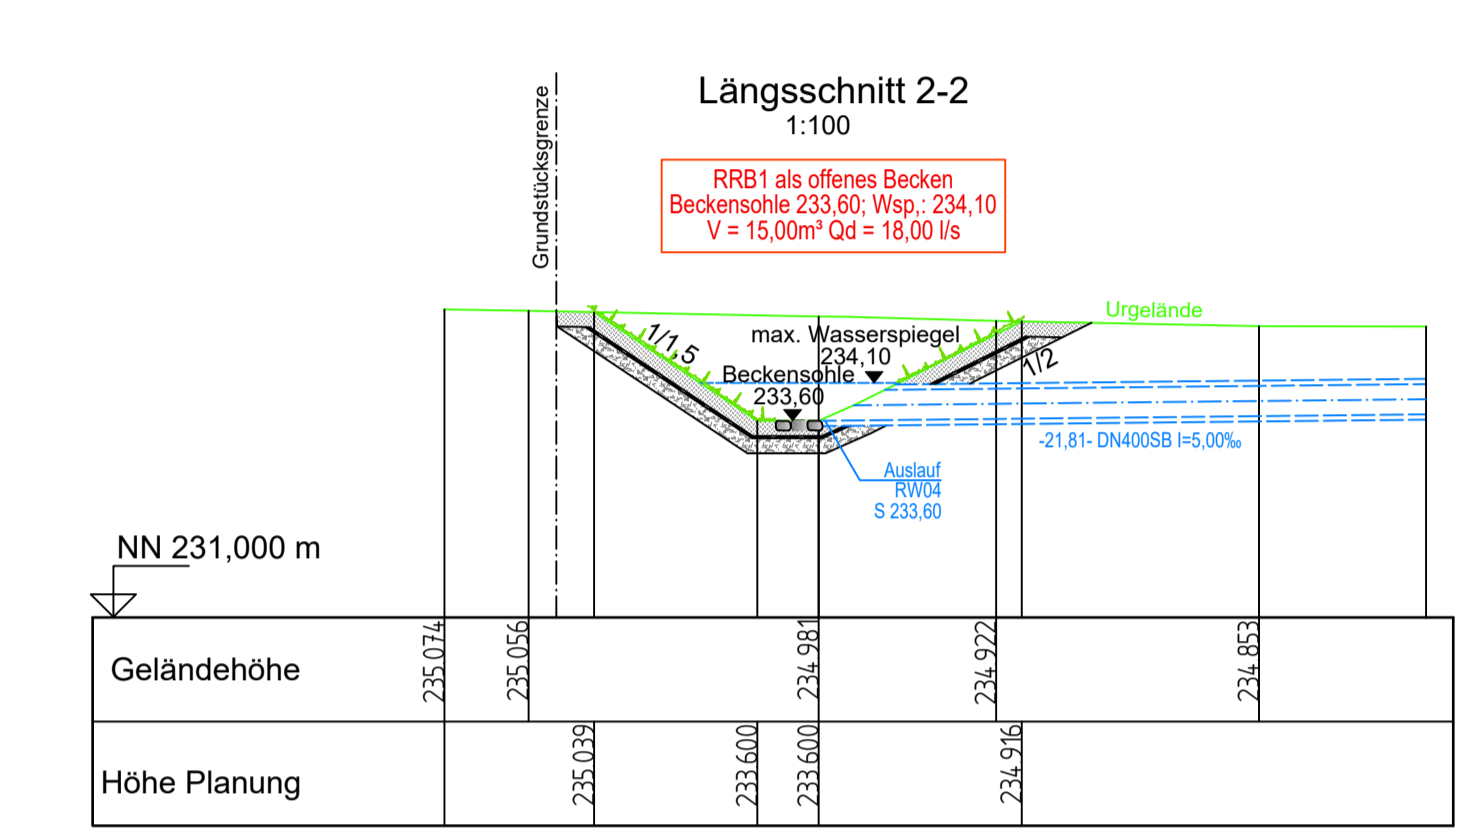 Längsschnitt 2-2
1:100
Grundstücksgrenze
RRB1 als offenes Becken
Beckensohle 233,60; Wsp,: 234,10
V = 15,00m³ Qd = 18,00 l/s
Urgelände
1/1,5
max. Wasserspiegel
234,10
Beckensohle
233,60
1/2
-21,81- DN400SB I=5,00‰
Auslauf
RW04
S 233,60
NN 231,000 m
Geländehöhe
235.074
235.056
234.981
234.922
234.853
Höhe Planung
235.039
233.600
233.600
234.916